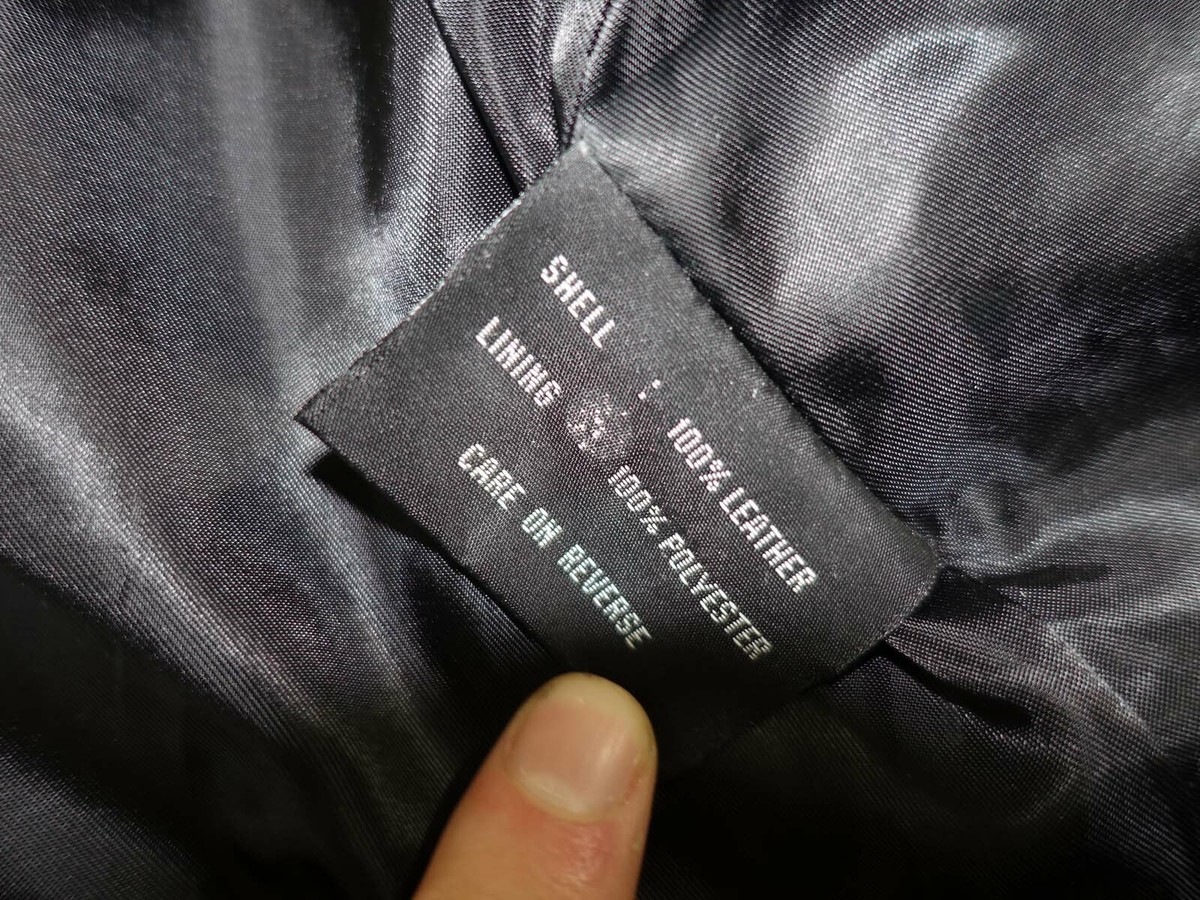 SHELL : 100% LEATHER
LINING : 100% POLYESTER
CARE ON REVERSE